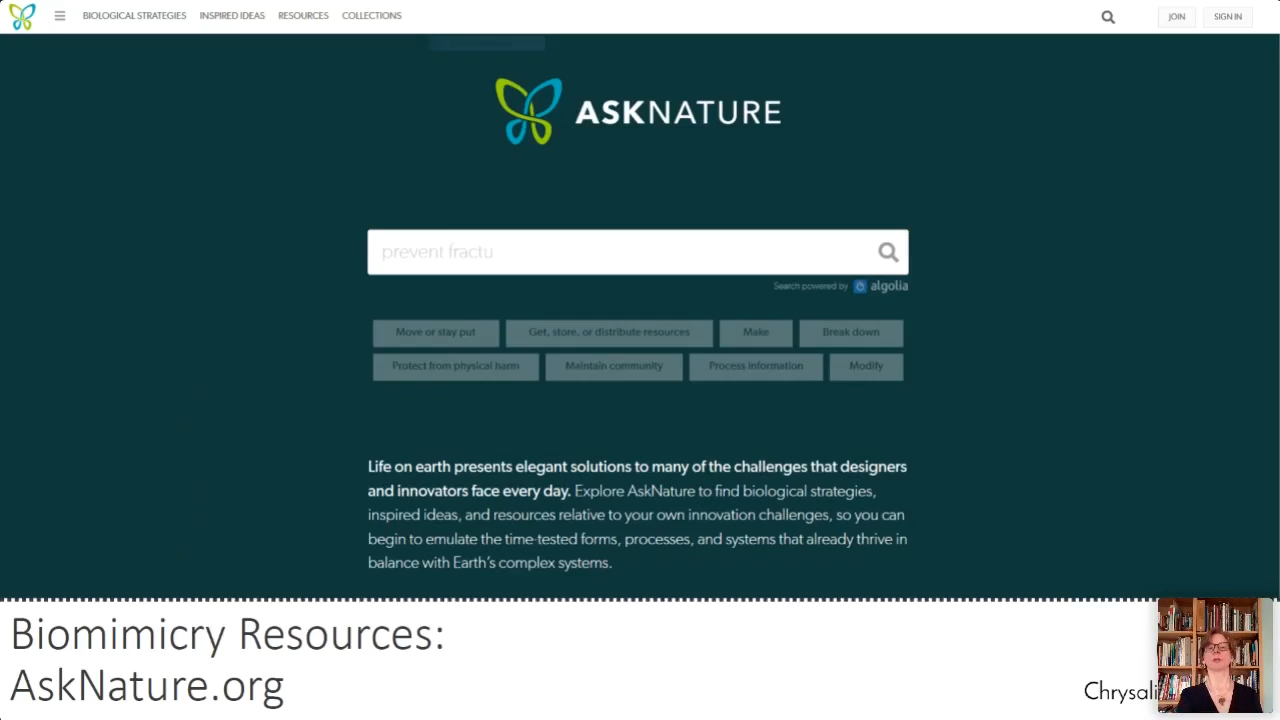 BIOLOGICAL STRATEGIES INSPIRED IDEAS RESOURCES COLLECTIONS JOIN SIGN IN
ASKNATURE
prevent fractu
Search powered by algolia
Move or stay put Get, store, or distribute resources Make Break down
Protect from physical harm Maintain community Process information Modify
Life on earth presents elegant solutions to many of the challenges that designers
and innovators face every day. Explore AskNature to find biological strategies,
inspired ideas, and resources relative to your own innovation challenges, so you can
begin to emulate the time-tested forms, processes, and systems that already thrive in
balance with Earth's complex systems.
Biomimicry Resources:
AskNature.org
Chrysali